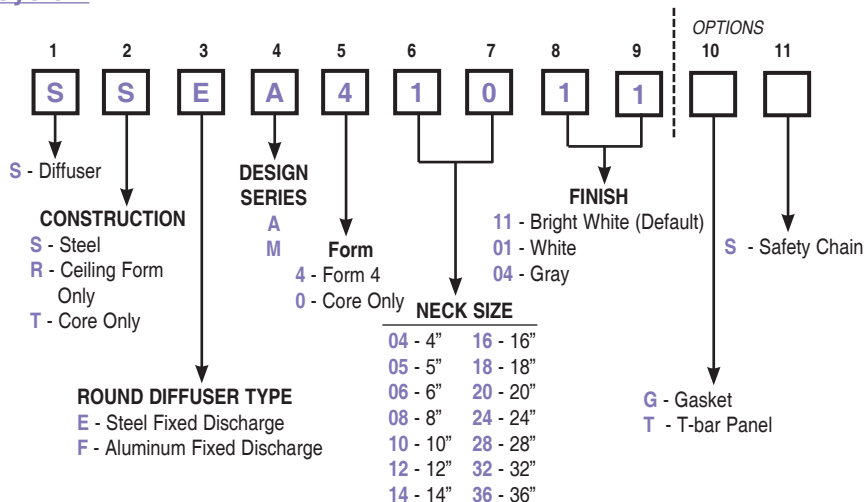 OPTIONS
1 2 3 4 5 6 7 8 9 10 11
S S E A 4 1 0 1 1
S - Diffuser
CONSTRUCTION
S - Steel
R - Ceiling Form
Only
T - Core Only
ROUND DIFFUSER TYPE
E - Steel Fixed Discharge
F - Aluminum Fixed Discharge
DESIGN
SERIES
A
M
Form
4 - Form 4
0 - Core Only
NECK SIZE
04 - 4” 16 - 16”
05 - 5” 18 - 18”
06 - 6” 20 - 20”
08 - 8” 24 - 24”
10 - 10” 28 - 28”
12 - 12” 32 - 32”
14 - 14” 36 - 36”
FINISH
11 - Bright White (Default)
01 - White
04 - Gray
G - Gasket
T - T-bar Panel
S - Safety Chain